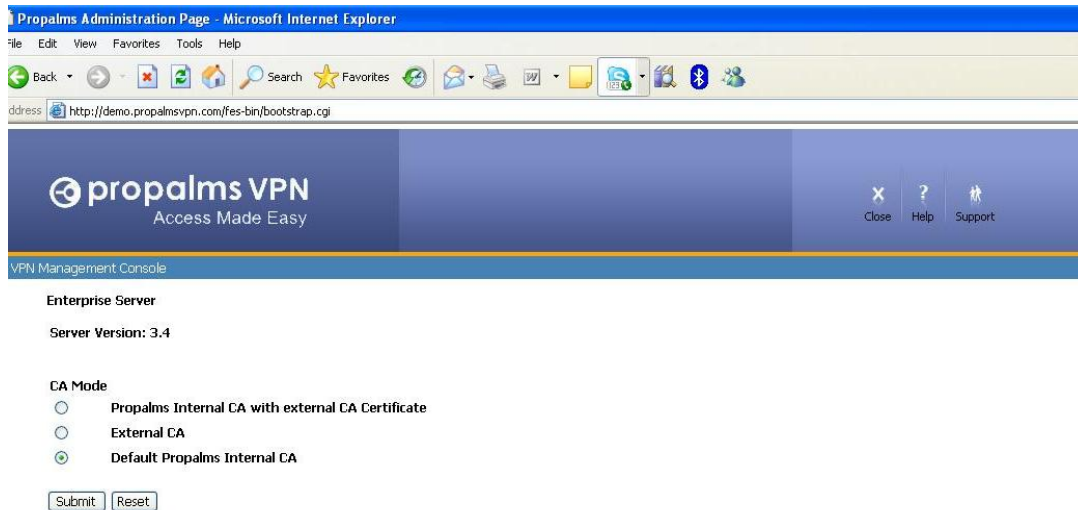 Propalms Administration Page - Microsoft Internet Explorer
File Edit View Favorites Tools Help
Back Search Favorites
ddress http://demo.propalmsvpn.com/fes-bin/bootstrap.cgi
propalms VPN
Access Made Easy
Close Help Support
VPN Management Console
Enterprise Server
Server Version: 3.4
CA Mode
Propalms Internal CA with external CA Certificate
External CA
Default Propalms Internal CA
Submit Reset